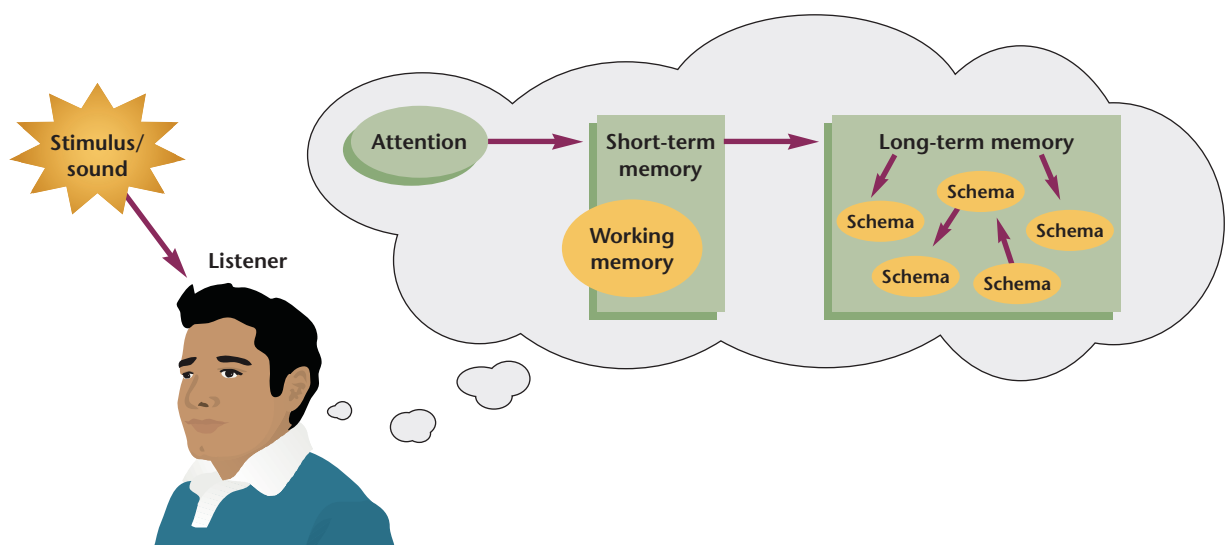 Stimulus/
sound
Listener
Attention
Short-term
memory
Working
memory
Long-term memory
Schema
Schema
Schema
Schema
Schema